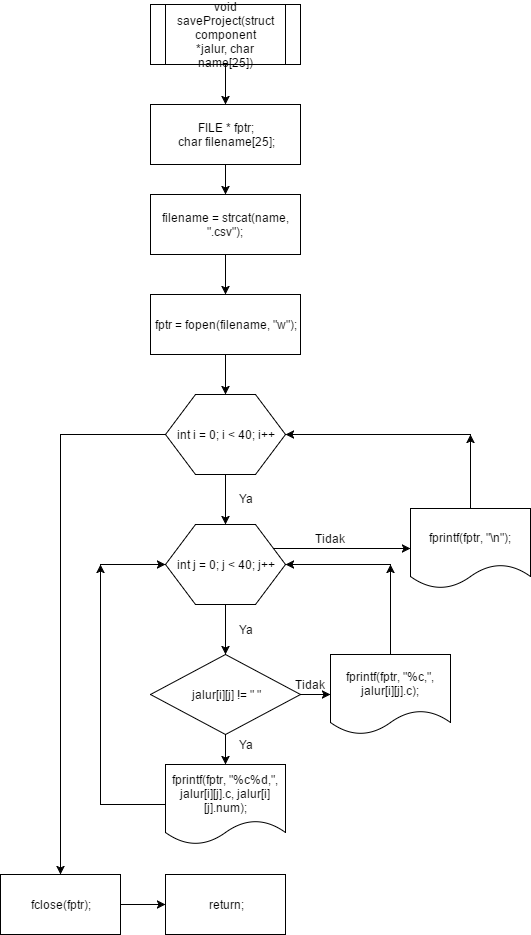 void
saveProject(struct
component
*jalur, char
name[25])
FILE * fptr;
char filename[25];
filename = strcat(name,
".csv");
fptr = fopen(filename, "w");
int i = 0; i < 40; i++
Ya
int j = 0; j < 40; j++
Tidak
fprintf(fptr, "\n");
Ya
jalur[i][j] != " "
Tidak
fprintf(fptr, "%c,",
jalur[i][j].c);
Ya
fprintf(fptr, "%c%d,",
jalur[i][j].c, jalur[i]
[j].num);
fclose(fptr);
return;